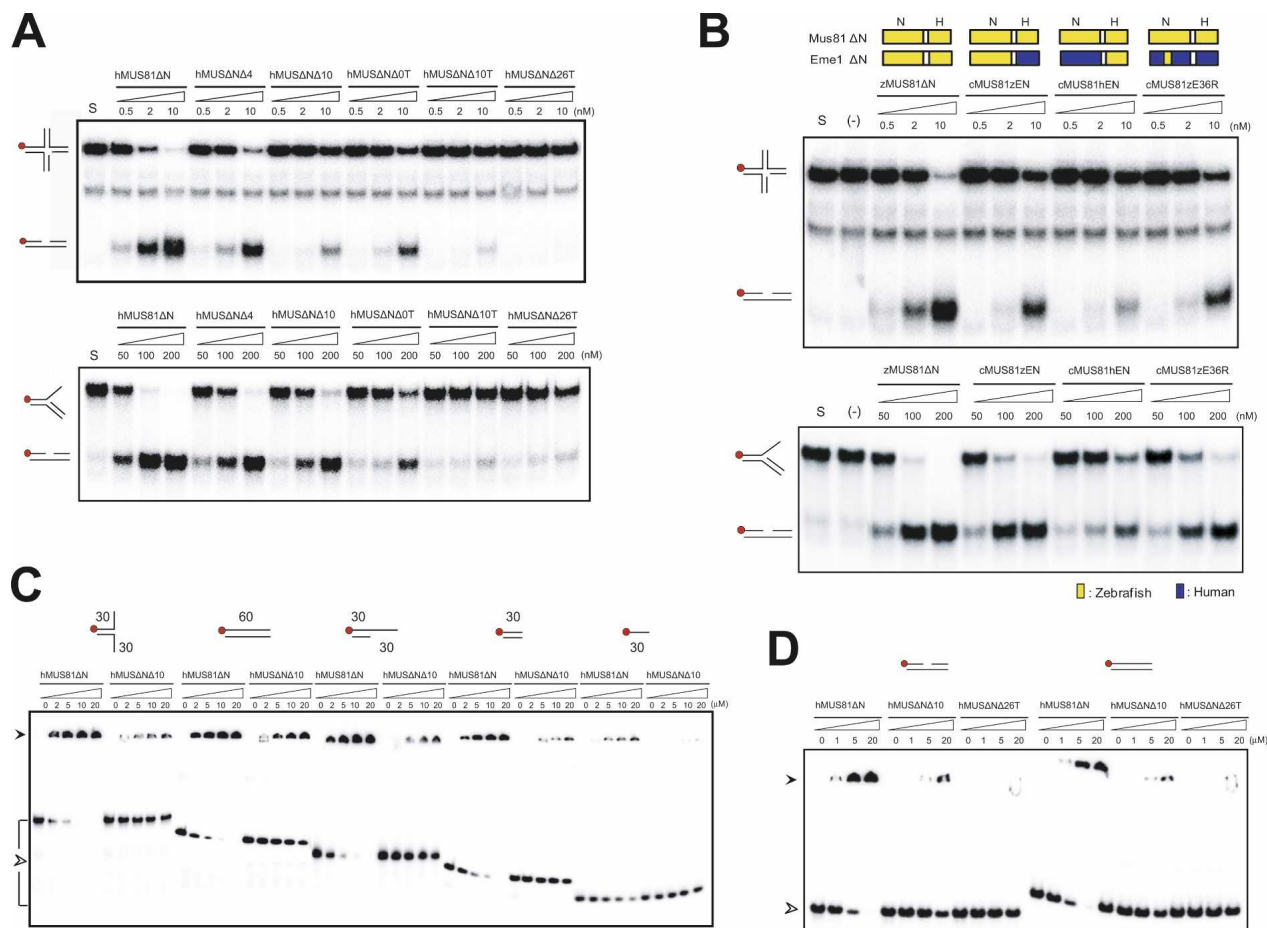 A
hMUS81ΔN hMUSΔNΔ4 hMUSΔNΔ10 hMUSΔNΔ0T hMUSΔNΔ10T hMUSΔNΔ26T
S 0.5 2 10 0.5 2 10 0.5 2 10 0.5 2 10 0.5 2 10 0.5 2 10 (nM)
hMUS81ΔN hMUSΔNΔ4 hMUSΔNΔ10 hMUSΔNΔ0T hMUSΔNΔ10T hMUSΔNΔ26T
S 50 100 200 50 100 200 50 100 200 50 100 200 50 100 200 50 100 200 (nM)
B
N H N H N H N H
Mus81 ΔN
Eme1 ΔN
zMUS81ΔN cMUS81zEN cMUS81hEN cMUS81zE36R
S (-) 0.5 2 10 0.5 2 10 0.5 2 10 0.5 2 10 (nM)
zMUS81ΔN cMUS81zEN cMUS81hEN cMUS81zE36R
S (-) 50 100 200 50 100 200 50 100 200 50 100 200 (nM)
: Zebrafish : Human
C
30 60 30 30
30 30 30
hMUS81ΔN hMUSΔNΔ10 hMUS81ΔN hMUSΔNΔ10 hMUS81ΔN hMUSΔNΔ10 hMUS81ΔN hMUSΔNΔ10 hMUS81ΔN hMUSΔNΔ10
0 2 5 10 20 0 2 5 10 20 0 2 5 10 20 0 2 5 10 20 0 2 5 10 20 0 2 5 10 20 0 2 5 10 20 0 2 5 10 20 0 2 5 10 20 0 2 5 10 20 (μM)
D
hMUS81ΔN hMUSΔNΔ10 hMUSΔNΔ26T hMUS81ΔN hMUSΔNΔ10 hMUSΔNΔ26T
0 1 5 20 0 1 5 20 0 1 5 20 0 1 5 20 0 1 5 20 0 1 5 20 (μM)